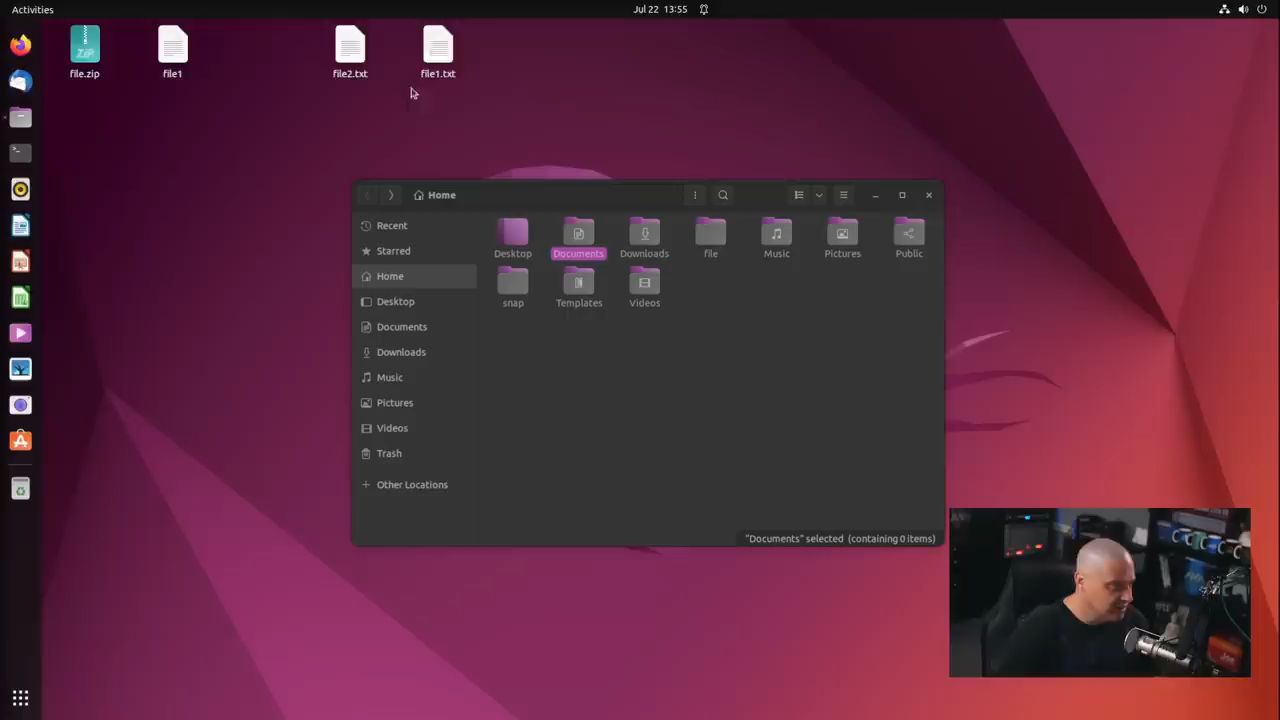 Activities
Jul 22 13:55
ZIP
file.zip
file1
file2.txt
file1.txt
Home
Recent
Starred
Home
Desktop
Documents
Downloads
Music
Pictures
Videos
Trash
Other Locations
Desktop
Documents
Downloads
file
Music
Pictures
Public
snap
Templates
Videos
"Documents" selected (containing 0 items)